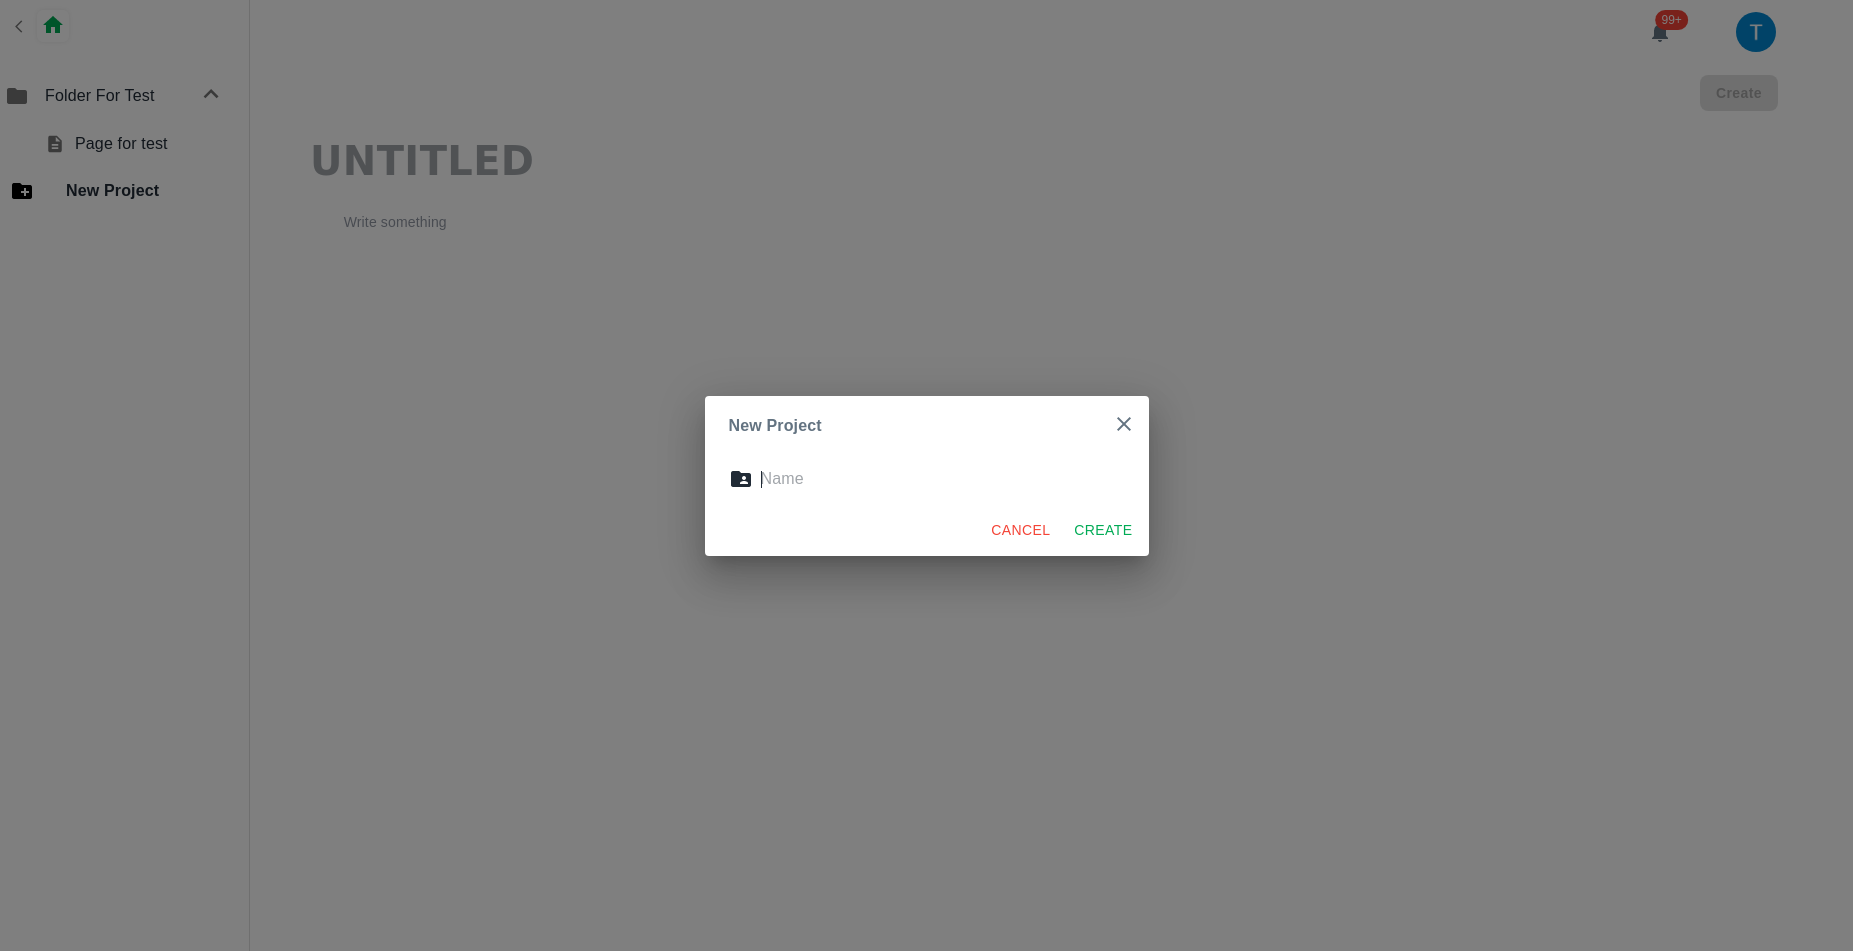 99+
T
Folder For Test
Create
Page for test
UNTITLED
New Project
Write something
New Project
Name
CANCEL CREATE